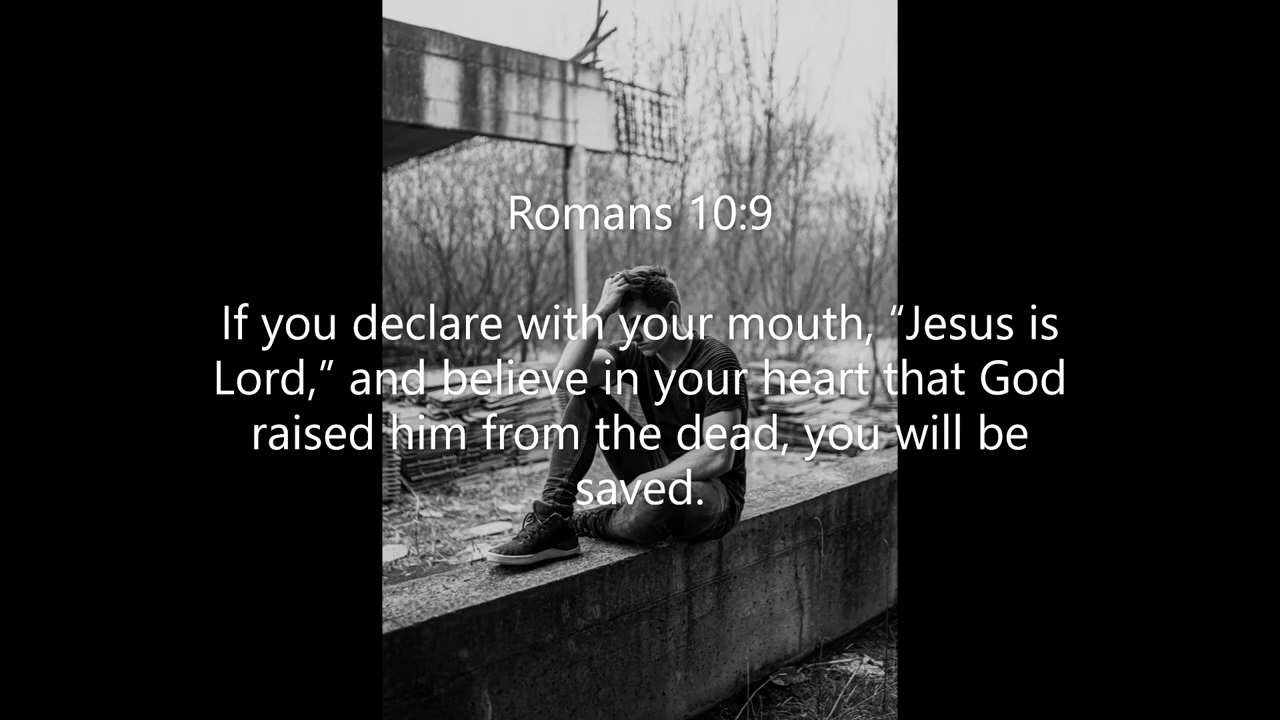 Romans 10:9
If you declare with your mouth, “Jesus is
Lord,” and believe in your heart that God
raised him from the dead, you will be
saved.